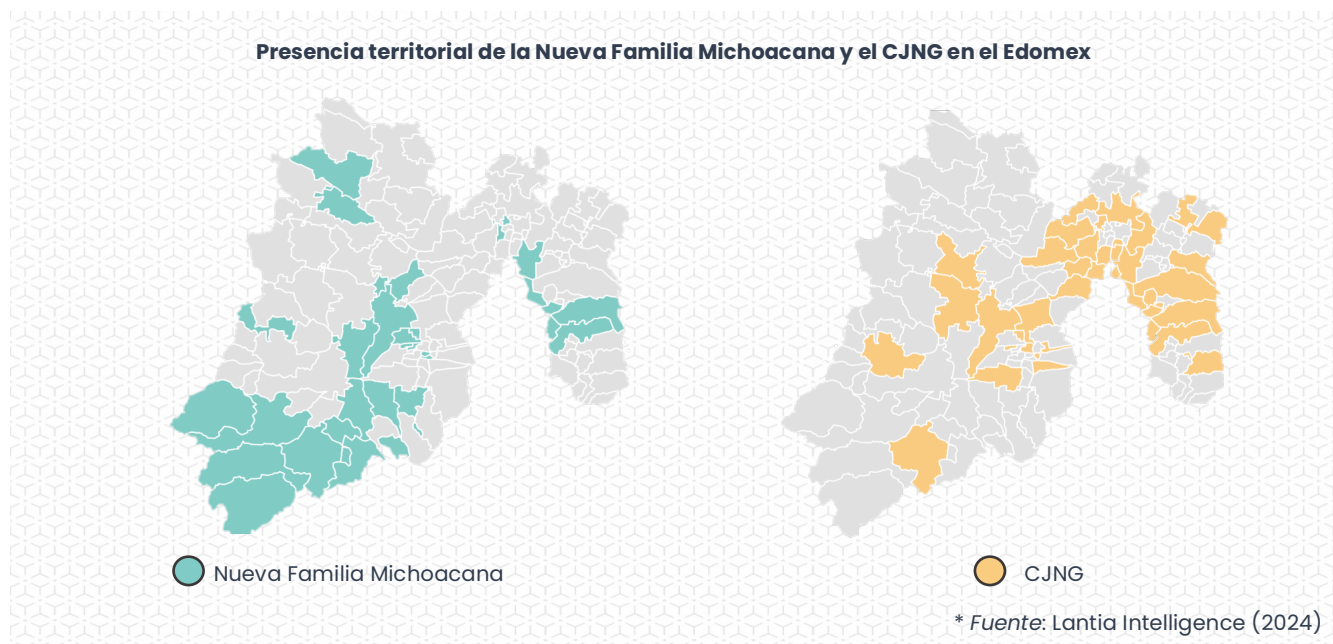 Presencia territorial de la Nueva Familia Michoacana y el CJNG en el Edomex
Nueva Familia Michoacana
CJNG
* Fuente: Lantia Intelligence (2024)